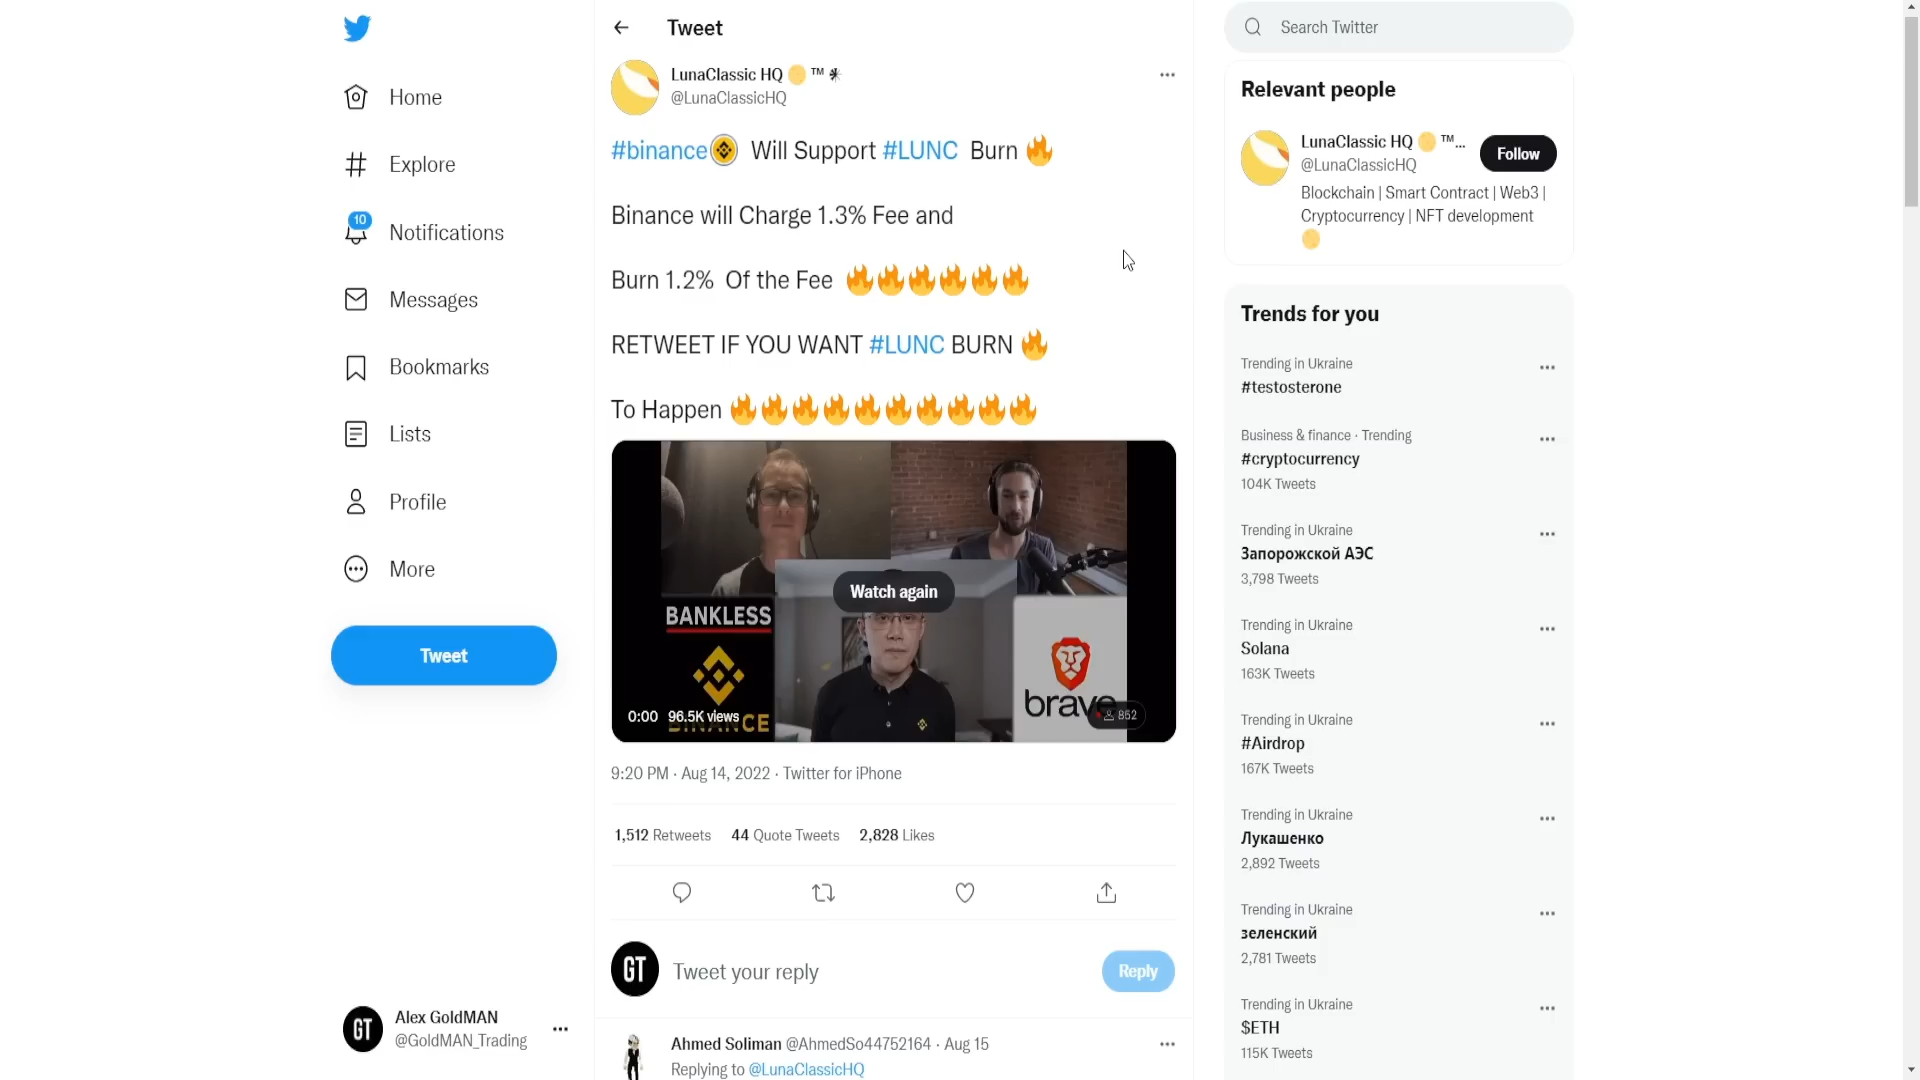 Home
Explore
10
Notifications
Messages
Bookmarks
Lists
Profile
More
Tweet
GT
Alex GoldMAN
@GoldMAN_Trading
Tweet
LunaClassic HQ ™
@LunaClassicHQ
#binance Will Support #LUNC Burn 🔥
Binance will Charge 1.3% Fee and
Burn 1.2% Of the Fee 🔥🔥🔥🔥🔥🔥
RETWEET IF YOU WANT #LUNC BURN 🔥
To Happen 🔥🔥🔥🔥🔥🔥🔥🔥🔥🔥
Watch again
BANKLESS
BINANCE
brave
0:00 96.5K views
852
9:20 PM · Aug 14, 2022 · Twitter for iPhone
1,512 Retweets 44 Quote Tweets 2,828 Likes
GT
Tweet your reply
Reply
Ahmed Soliman @AhmedSo44752164 · Aug 15
Replying to @LunaClassicHQ
Search Twitter
Relevant people
LunaClassic HQ ™...
@LunaClassicHQ
Follow
Blockchain | Smart Contract | Web3 |
Cryptocurrency | NFT development
Trends for you
Trending in Ukraine
#testosterone
Business & finance · Trending
#cryptocurrency
104K Tweets
Trending in Ukraine
Запорожской АЭС
3,798 Tweets
Trending in Ukraine
Solana
163K Tweets
Trending in Ukraine
#Airdrop
167K Tweets
Trending in Ukraine
Лукашенко
2,892 Tweets
Trending in Ukraine
зеленский
2,781 Tweets
Trending in Ukraine
$ETH
115K Tweets